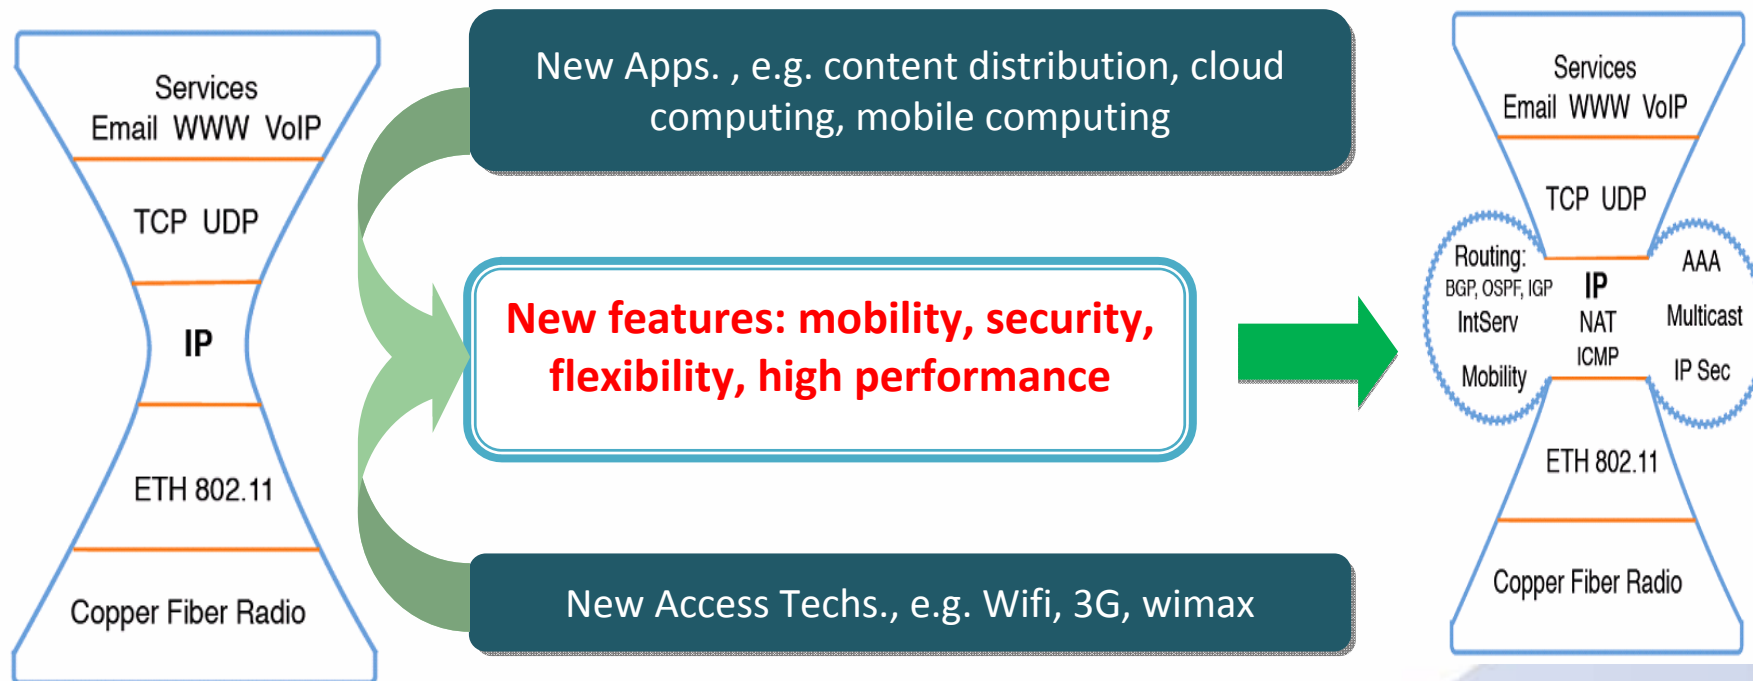 Services
Email WWW VoIP
TCP UDP
IP
ETH 802.11
Copper Fiber Radio
New Apps. , e.g. content distribution, cloud
computing, mobile computing
New features: mobility, security,
flexibility, high performance
New Access Techs., e.g. Wifi, 3G, wimax
Services
Email WWW VoIP
TCP UDP
Routing:
BGP, OSPF, IGP
IntServ
Mobility
IP
NAT
ICMP
AAA
Multicast
IP Sec
ETH 802.11
Copper Fiber Radio